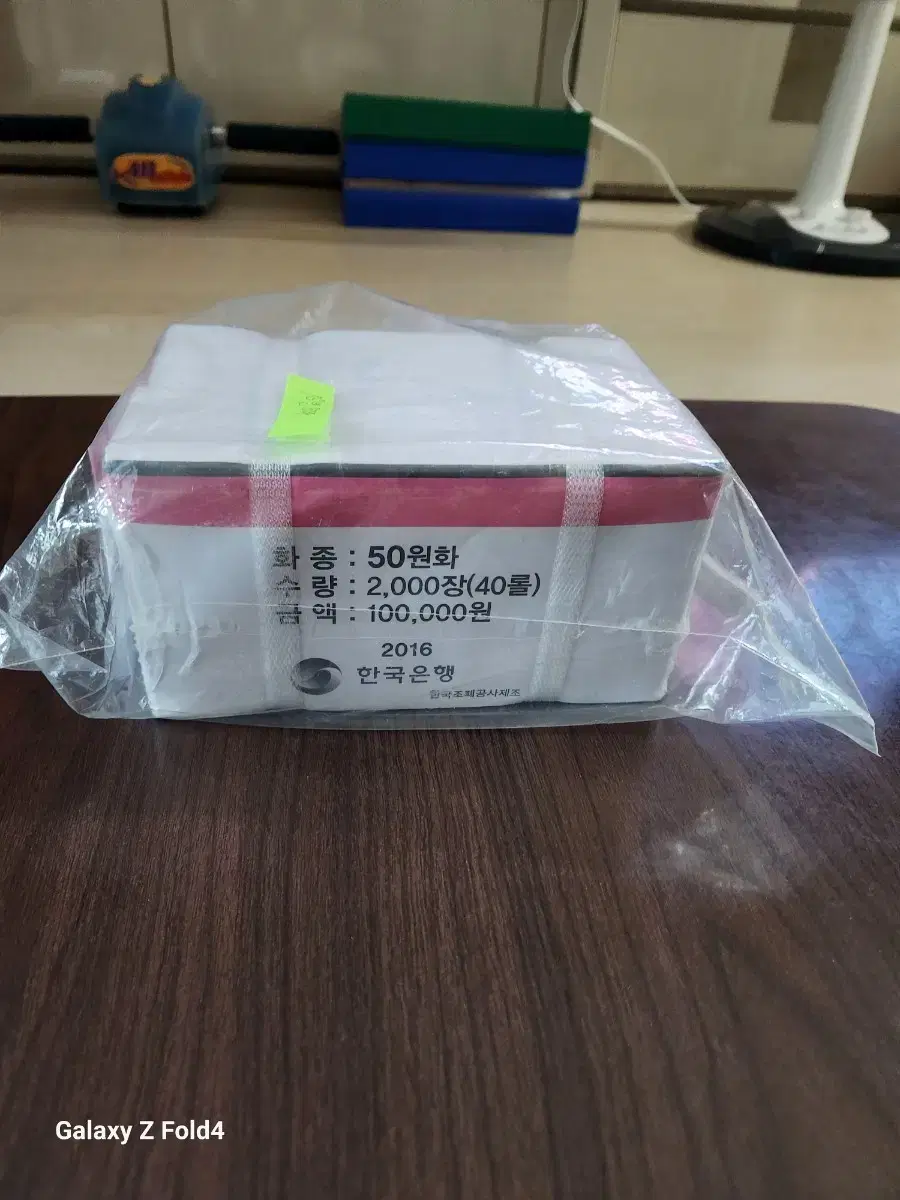 화 종 : 50원화
수 량 : 2,000장(40롤)
금 액 : 100,000원
2016
한국은행
한국조폐공사제조
Galaxy Z Fold4